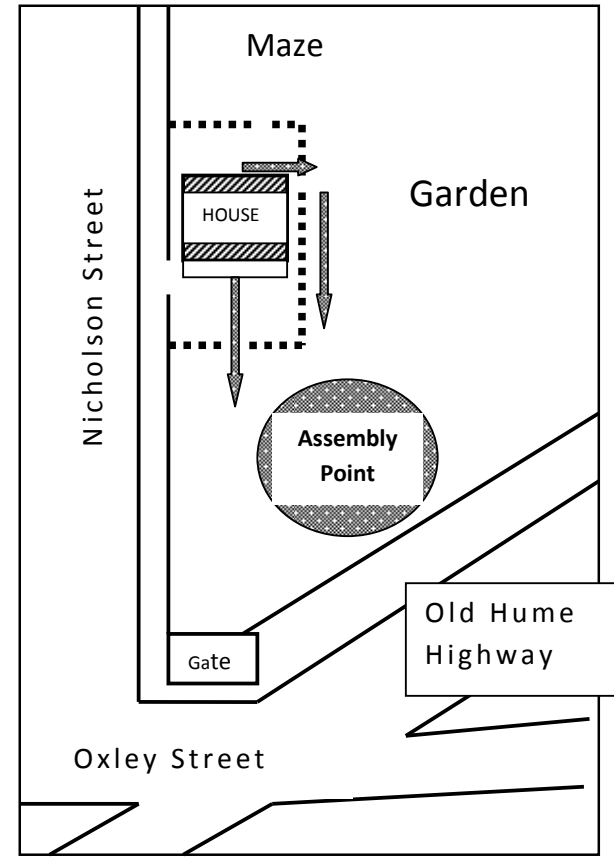 Maze
Garden
HOUSE
Nicholson Street
Assembly
Point
Old Hume
Highway
Gate
Oxley Street